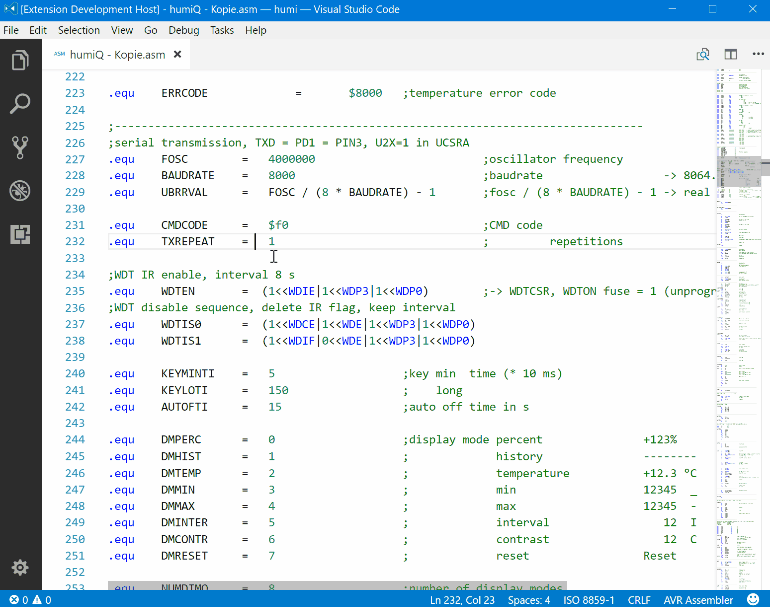 [Extension Development Host] - humiQ - Kopie.asm — humi — Visual Studio Code
File Edit Selection View Go Debug Tasks Help
ASM humiQ - Kopie.asm
222
223 .equ ERRCODE = $8000 ;temperature error code
224
225 ;--------------------------------------------------------------------------------
226 ;serial transmission, TXD = PD1 = PIN3, U2X=1 in UCSRA
227 .equ FOSC = 4000000 ;oscillator frequency
228 .equ BAUDRATE = 8000 ;baudrate -> 8064.
229 .equ UBRRVAL = FOSC / (8 * BAUDRATE) - 1 ;fosc / (8 * BAUDRATE) - 1 -> real
230
231 .equ CMDCODE = $f0 ;CMD code
232 .equ TXREPEAT = 1 ; repetitions
233
234 ;WDT IR enable, interval 8 s
235 .equ WDTEN = (1<<WDIE|1<<WDP3|1<<WDP0) ;-> WDTCSR, WDTON fuse = 1 (unprogr
236 ;WDT disable sequence, delete IR flag, keep interval
237 .equ WDTIS0 = (1<<WDCE|1<<WDE|1<<WDP3|1<<WDP0)
238 .equ WDTIS1 = (1<<WDIF|0<<WDE|1<<WDP3|1<<WDP0)
239
240 .equ KEYMINTI = 5 ;key min time (* 10 ms)
241 .equ KEYLOTI = 150 ; long
242 .equ AUTOFTI = 15 ;auto off time in s
243
244 .equ DMPERC = 0 ;display mode percent +123%
245 .equ DMHIST = 1 ; history --------
246 .equ DMTEMP = 2 ; temperature +12.3 °C
247 .equ DMMIN = 3 ; min 12345 _
248 .equ DMMAX = 4 ; max 12345 -
249 .equ DMINTER = 5 ; interval 12 I
250 .equ DMCONTR = 6 ; contrast 12 C
251 .equ DMRESET = 7 ; reset Reset
252
253 .equ NUMDIMO = 8 ;number of display modes
0 0 Ln 232, Col 23 Spaces: 4 ISO 8859-1 CRLF AVR Assembler